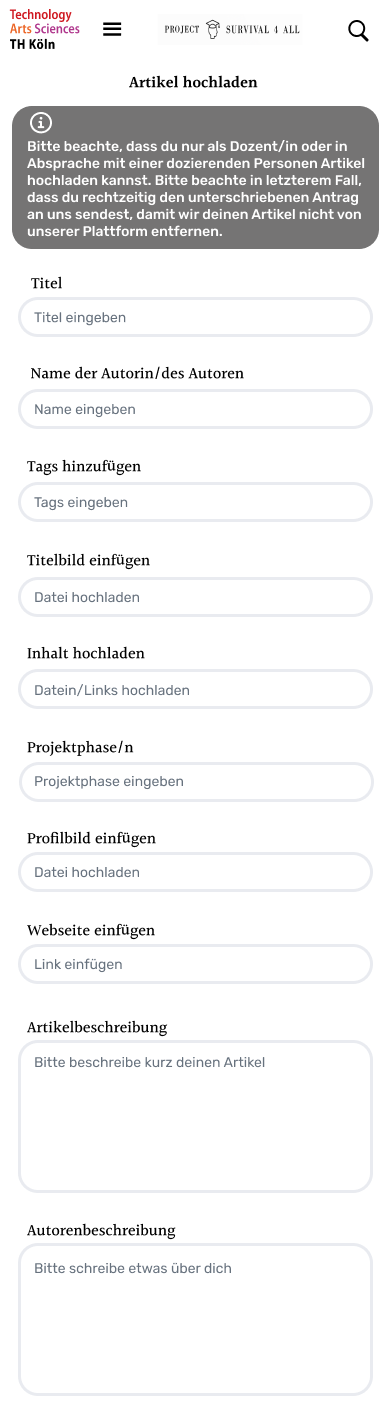 Technology
Arts Sciences
TH Köln
PROJECT SURVIVAL 4 ALL
Artikel hochladen
Bitte beachte, dass du nur als Dozent/in oder in
Absprache mit einer dozierenden Personen Artikel
hochladen kannst. Bitte beachte in letzterem Fall,
dass du rechtzeitig den unterschriebenen Antrag
an uns sendest, damit wir deinen Artikel nicht von
unserer Plattform entfernen.
Titel
Titel eingeben
Name der Autorin/des Autoren
Name eingeben
Tags hinzufügen
Tags eingeben
Titelbild einfügen
Datei hochladen
Inhalt hochladen
Datein/Links hochladen
Projektphase/n
Projektphase eingeben
Profilbild einfügen
Datei hochladen
Webseite einfügen
Link einfügen
Artikelbeschreibung
Bitte beschreibe kurz deinen Artikel
Autorenbeschreibung
Bitte schreibe etwas über dich